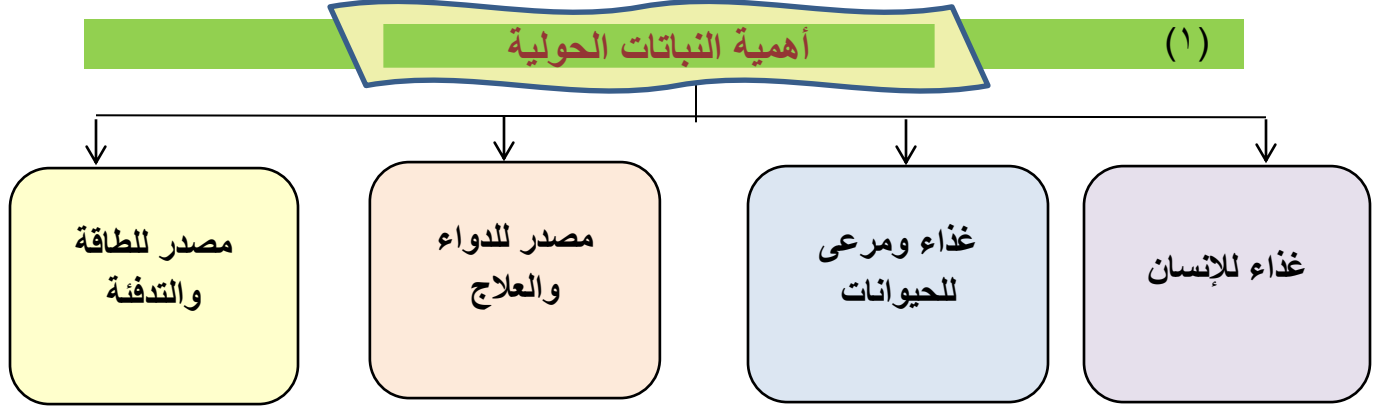 (١)
أهمية النباتات الحولية
غذاء للإنسان
غذاء ومرعى
للحيوانات
مصدر للدواء
والعلاج
مصدر للطاقة
والتدفئة